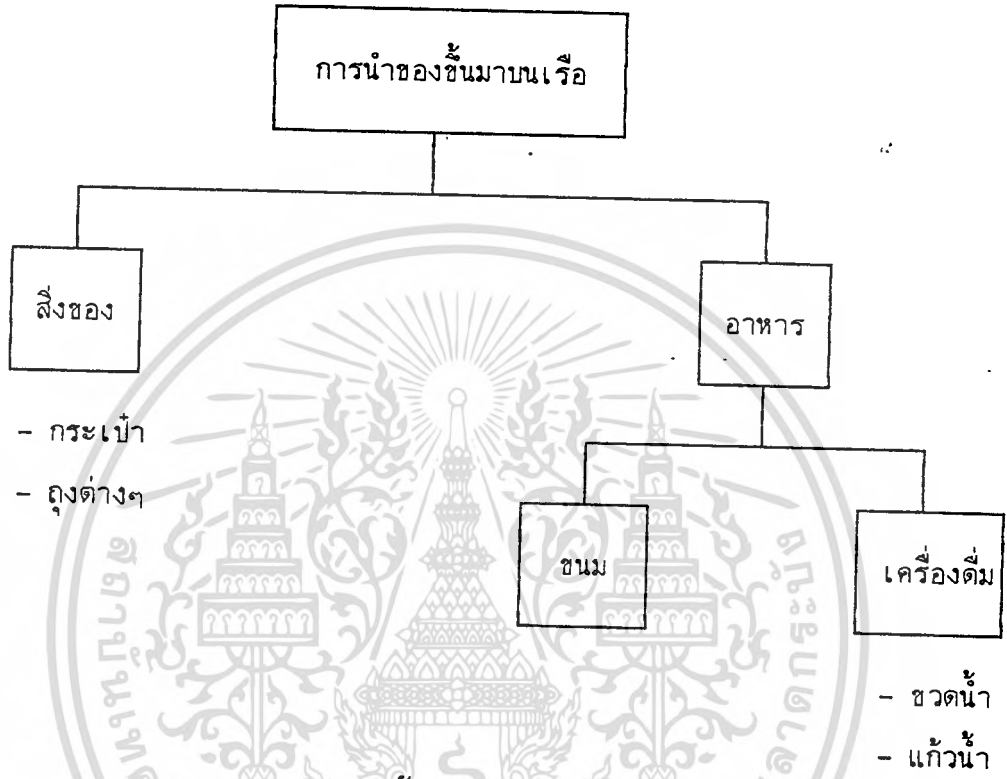 การนำของขึ้นมาบนเรือ
สิ่งของ
- กระเป๋า
- ถุงต่างๆ
อาหาร
ขนม
เครื่องดื่ม
- ขวดน้ำ
- แก้วน้ำ